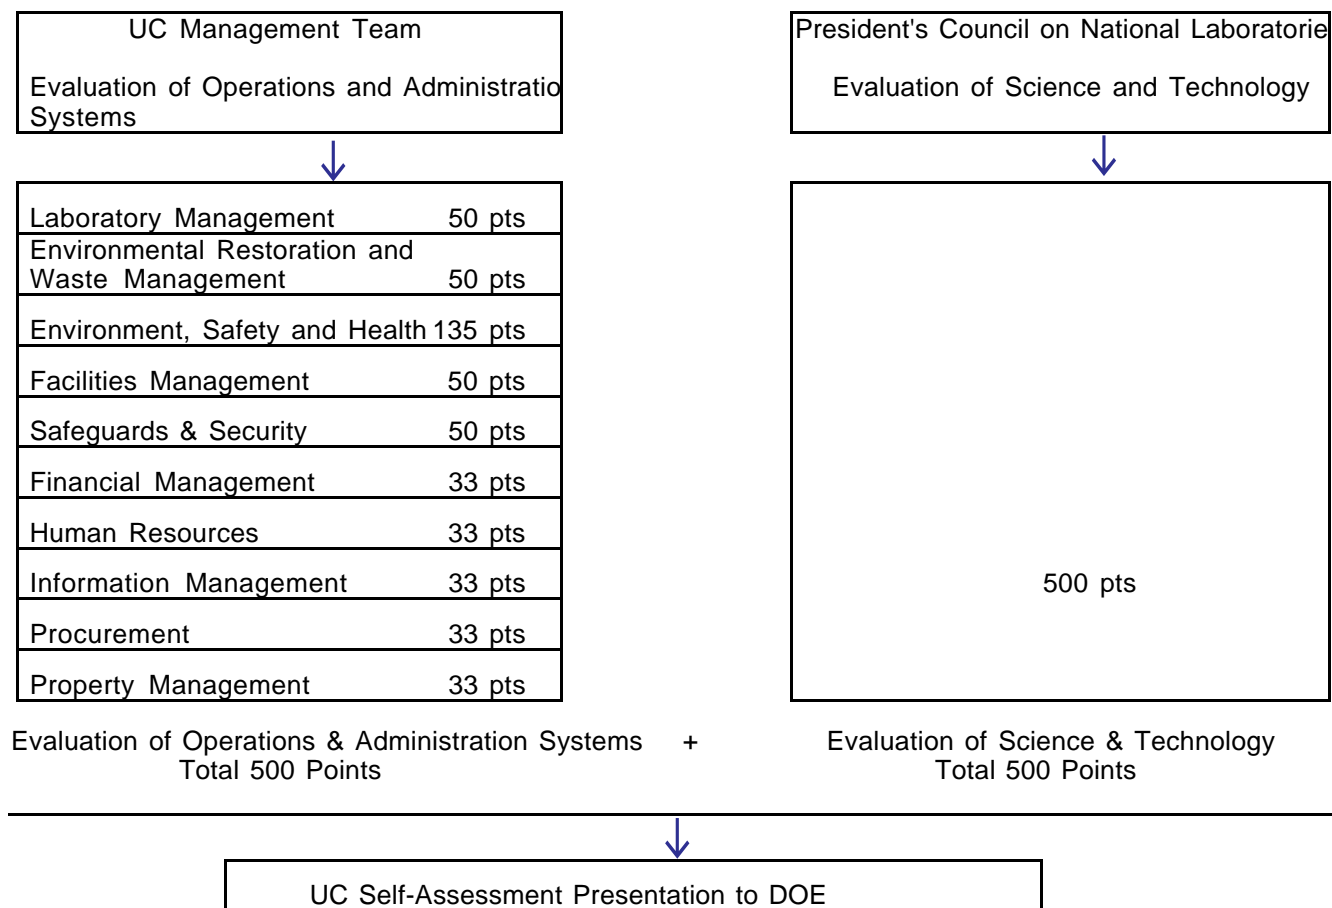 UC Management Team
Evaluation of Operations and Administratio
Systems
President's Council on National Laboratorie
Evaluation of Science and Technology
Laboratory Management 50 pts
Environmental Restoration and
Waste Management 50 pts
Environment, Safety and Health 135 pts
Facilities Management 50 pts
Safeguards & Security 50 pts
Financial Management 33 pts
Human Resources 33 pts
Information Management 33 pts
Procurement 33 pts
Property Management 33 pts
500 pts
Evaluation of Operations & Administration Systems +
Total 500 Points
Evaluation of Science & Technology
Total 500 Points
UC Self-Assessment Presentation to DOE